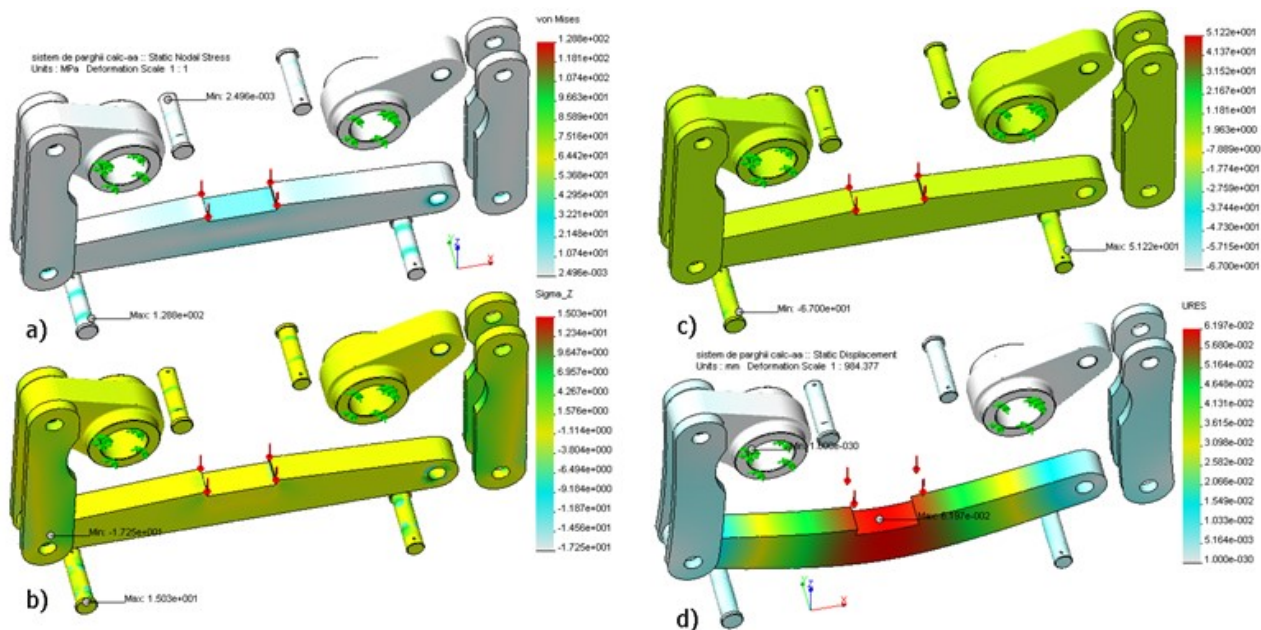 a)
von Mises
sistem de parghii calc-aa :: Static Nodal Stress
Units : MPa Deformation Scale 1 : 1
Min: 2.496e-003
Max: 1.288e+002
1.288e+002
1.181e+002
1.074e+002
9.663e+001
8.589e+001
7.516e+001
6.442e+001
5.368e+001
4.295e+001
3.221e+001
2.148e+001
1.074e+001
2.496e-003
Y
Z
X
b)
Sigma_Z
Min: -1.725e+001
Max: 1.503e+001
1.503e+001
1.234e+001
9.647e+000
6.957e+000
4.267e+000
1.576e+000
-1.114e+000
-3.804e+000
-6.494e+000
-9.184e+000
-1.187e+001
-1.456e+001
-1.725e+001
c)
Max: 5.122e+001
Min: -6.700e+001
5.122e+001
4.137e+001
3.152e+001
2.167e+001
1.181e+001
1.963e+000
-7.889e+000
-1.774e+001
-2.759e+001
-3.744e+001
-4.730e+001
-5.715e+001
-6.700e+001
d)
URES
sistem de parghii calc-aa :: Static Displacement
Units : mm Deformation Scale 1 : 984.377
Min: 1.000e-030
Max: 6.197e-002
6.197e-002
5.680e-002
5.164e-002
4.648e-002
4.131e-002
3.615e-002
3.098e-002
2.582e-002
2.066e-002
1.549e-002
1.033e-002
5.164e-003
1.000e-030
Y
Z
X